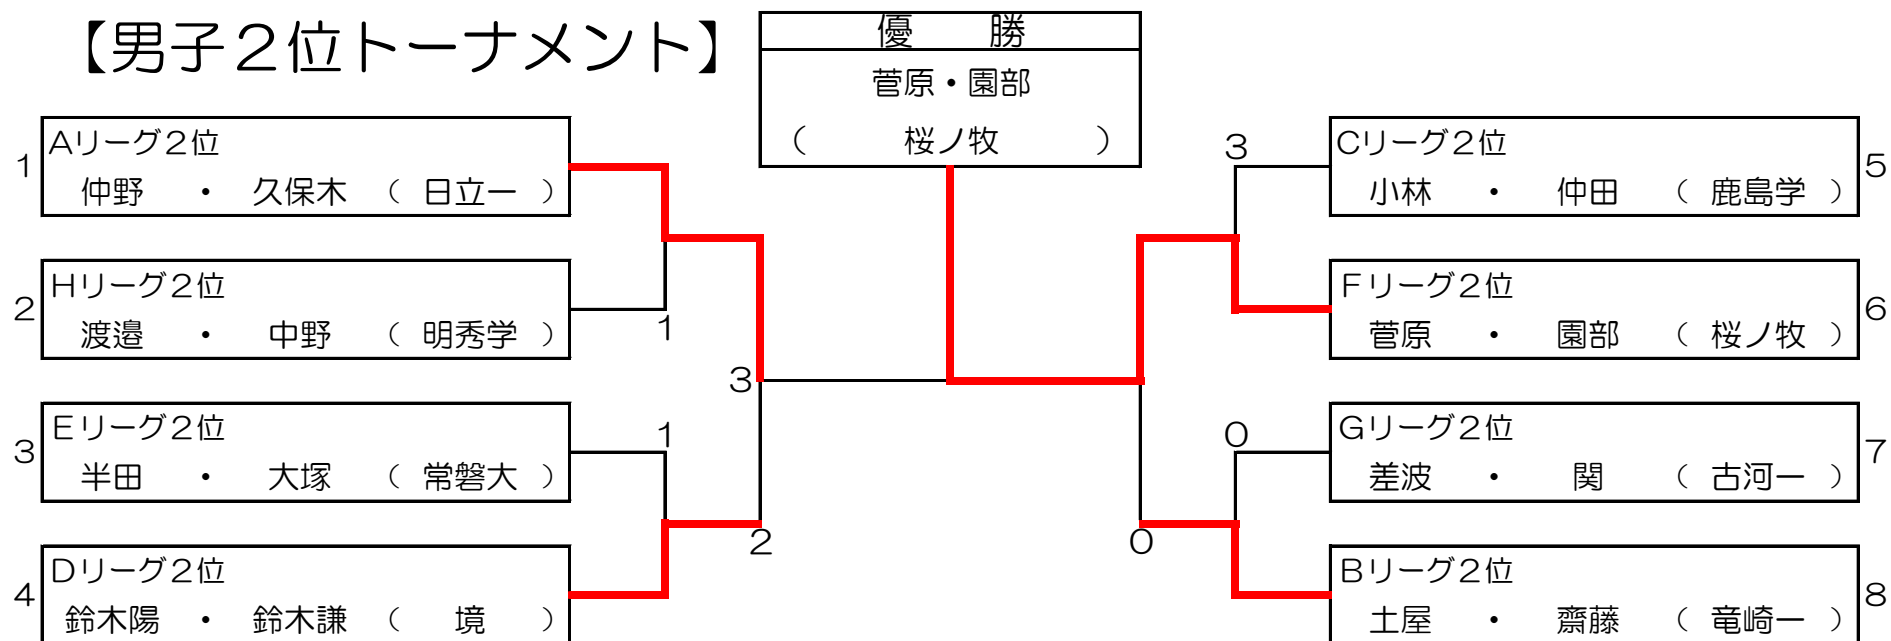 【男子２位トーナメント】
優　勝
菅原・園部
（　桜ノ牧　）
1
Aリーグ２位
仲野 ・ 久保木 （ 日立一 ）
2
Hリーグ２位
渡邉 ・ 中野 （ 明秀学 ）
1
3
Eリーグ２位
半田 ・ 大塚 （ 常磐大 ）
1
4
Dリーグ２位
鈴木陽 ・ 鈴木謙 （ 境 ）
3
2
3
Cリーグ２位
小林 ・ 仲田 （ 鹿島学 ）
5
Fリーグ２位
菅原 ・ 園部 （ 桜ノ牧 ）
6
0
Gリーグ２位
差波 ・ 関 （ 古河一 ）
7
0
Bリーグ２位
土屋 ・ 齋藤 （ 竜崎一 ）
8